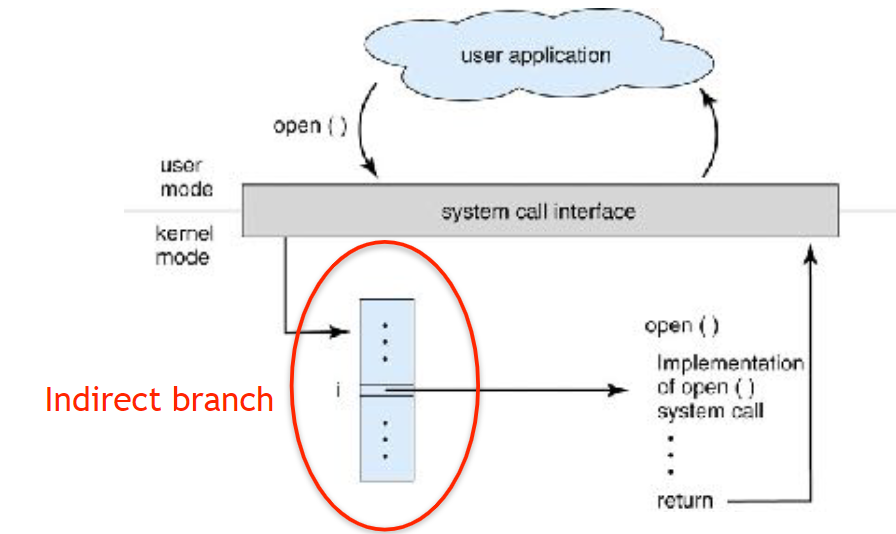 user application
open ( )
user
mode
system call interface
kernel
mode
open ( )
Implementation
of open ( )
system call
i
Indirect branch
return